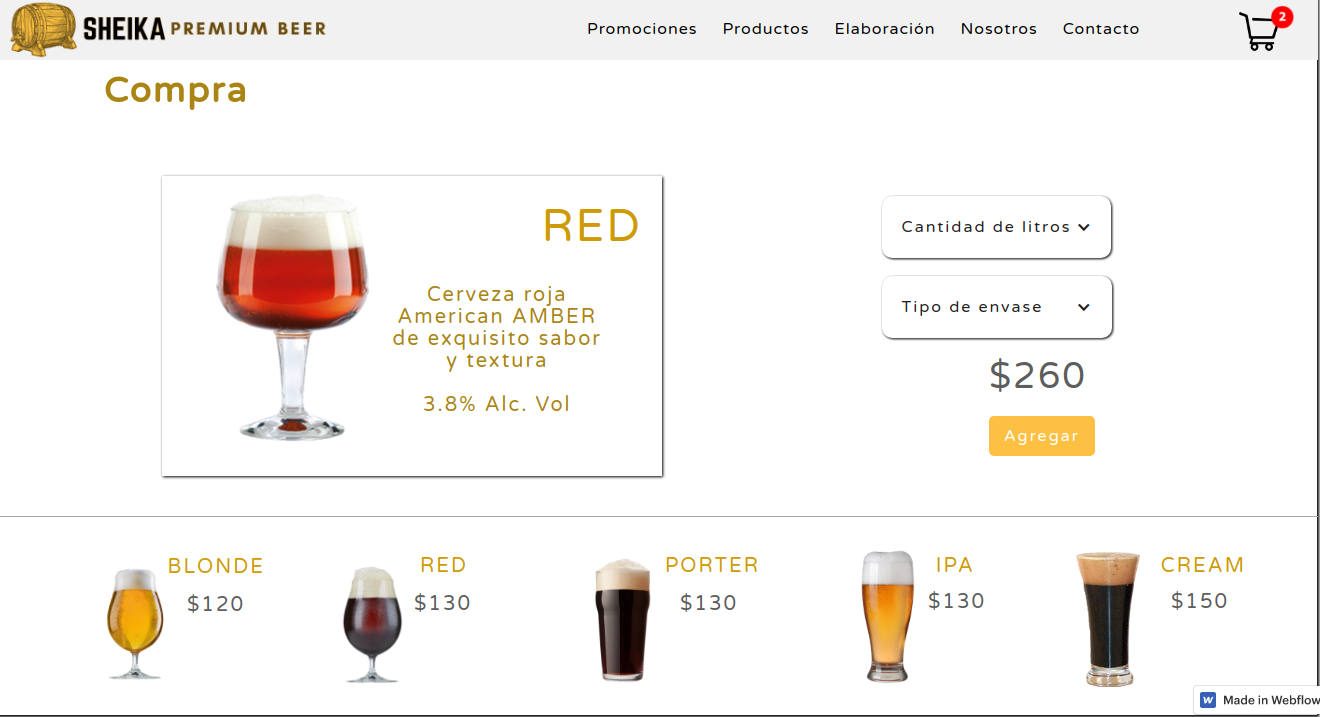 SHEIKA PREMIUM BEER
Promociones Productos Elaboración Nosotros Contacto
2
Compra
RED
Cerveza roja
American AMBER
de exquisito sabor
y textura
3.8% Alc. Vol
Cantidad de litros
Tipo de envase
$260
Agregar
BLONDE
$120
RED
$130
PORTER
$130
IPA
$130
CREAM
$150
Made in Webflow